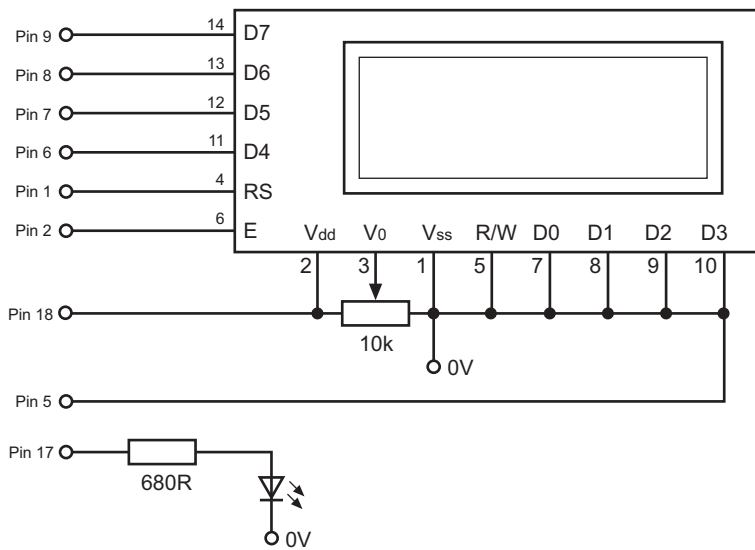 Pin 9 14 D7
Pin 8 13 D6
Pin 7 12 D5
Pin 6 11 D4
Pin 1 4 RS
Pin 2 6 E
Vdd V0 Vss R/W D0 D1 D2 D3
2 3 1 5 7 8 9 10
Pin 18
10k
0V
Pin 5
Pin 17
680R
0V